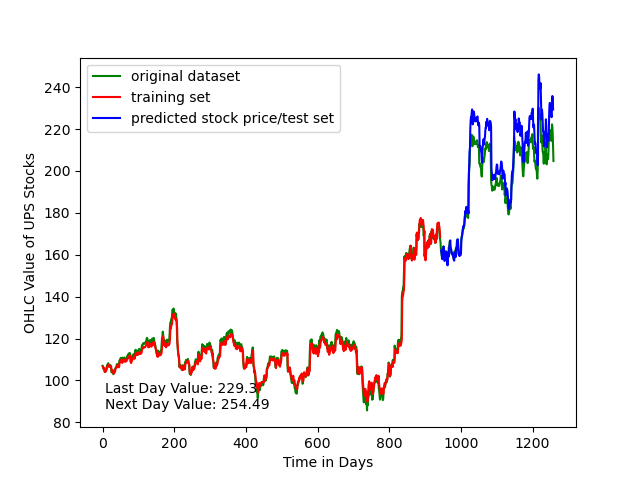 original dataset
training set
predicted stock price/test set
240
220
200
180
160
140
120
100
80
OHLC Value of UPS Stocks
Last Day Value: 229.3
Next Day Value: 254.49
0 200 400 600 800 1000 1200
Time in Days